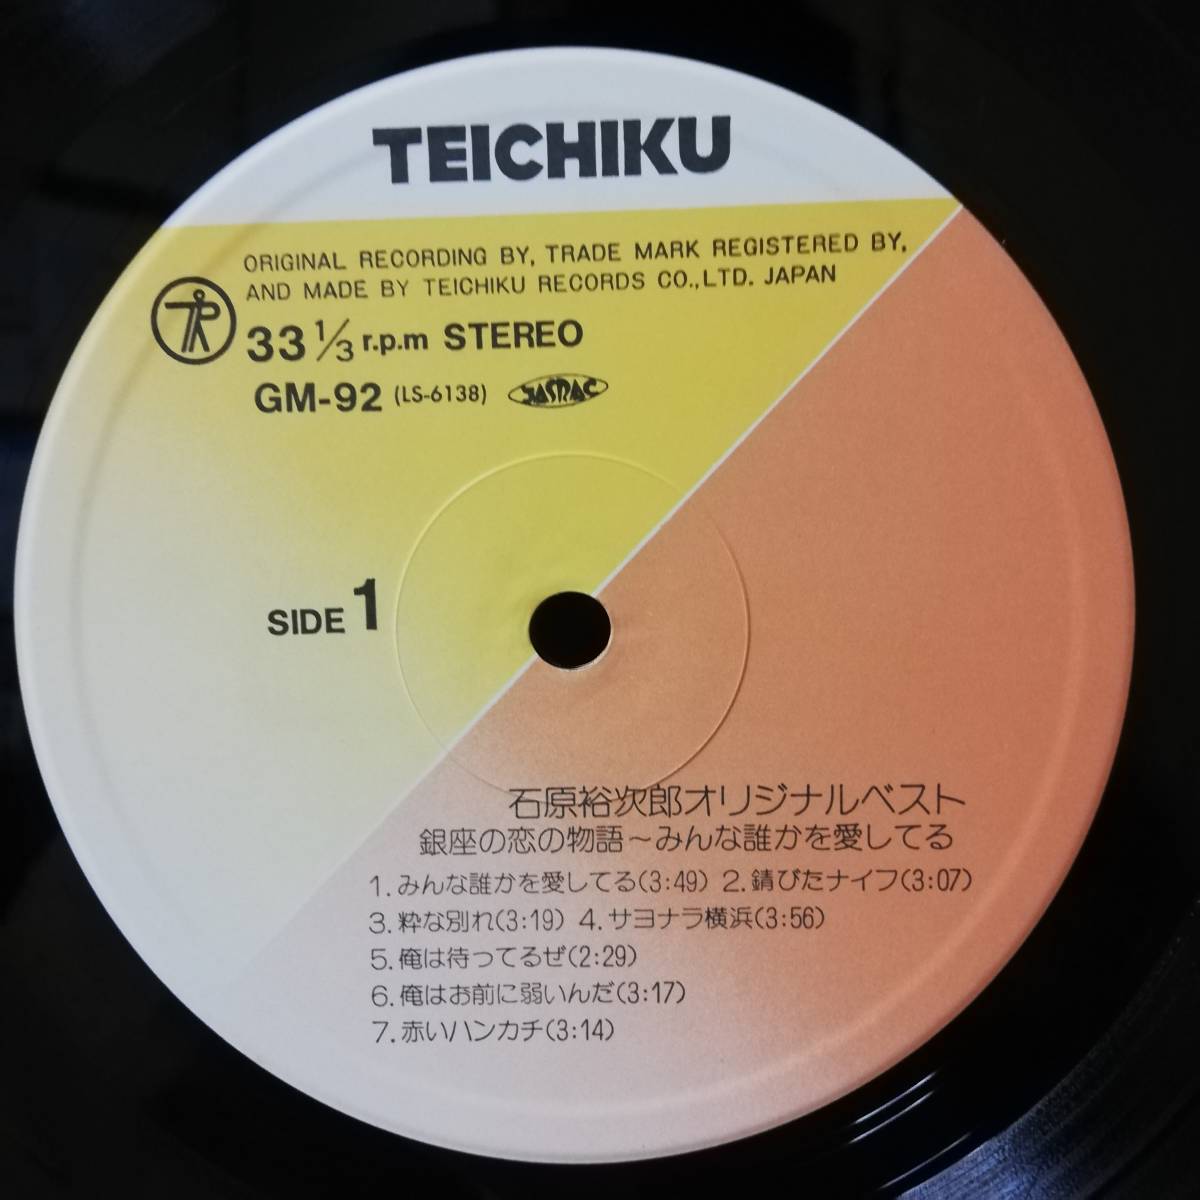 TEICHIKU
ORIGINAL RECORDING BY, TRADE MARK REGISTERED BY,
AND MADE BY TEICHIKU RECORDS CO.,LTD. JAPAN
33 1/3 r.p.m STEREO
GM-92 (LS-6138) JASRAC
SIDE 1
石原裕次郎オリジナルベスト
銀座の恋の物語～みんな誰かを愛してる
1. みんな誰かを愛してる(3:49) 2.錆びたナイフ(3:07)
3. 粋な別れ(3:19) 4. サヨナラ横浜(3:56)
5. 俺は待ってるぜ(2:29)
6. 俺はお前に弱いんだ(3:17)
7. 赤いハンカチ(3:14)